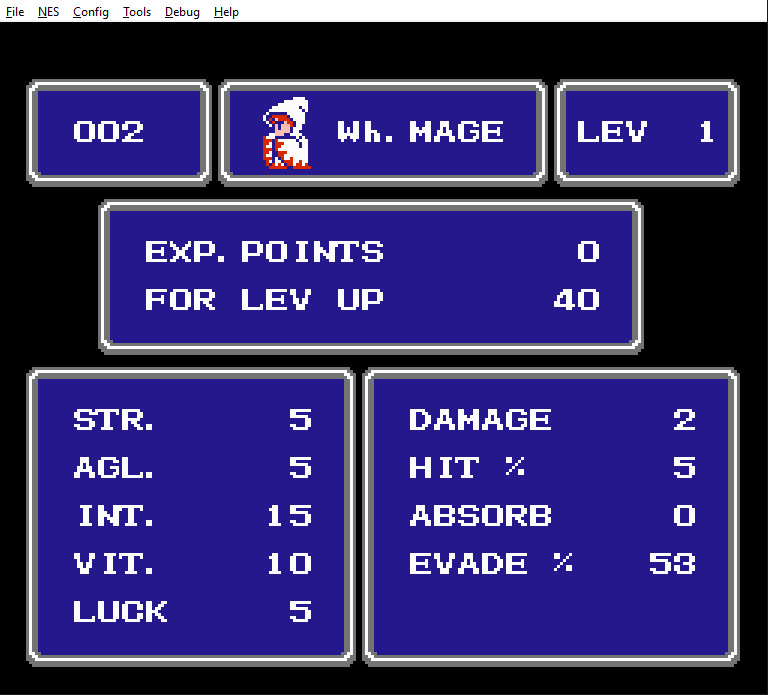 File NES Config Tools Debug Help
002 Wh. MAGE LEV 1
EXP. POINTS 0
FOR LEV UP 40
STR. 5
AGL. 5
INT. 15
VIT. 10
LUCK 5
DAMAGE 2
HIT % 5
ABSORB 0
EVADE % 53